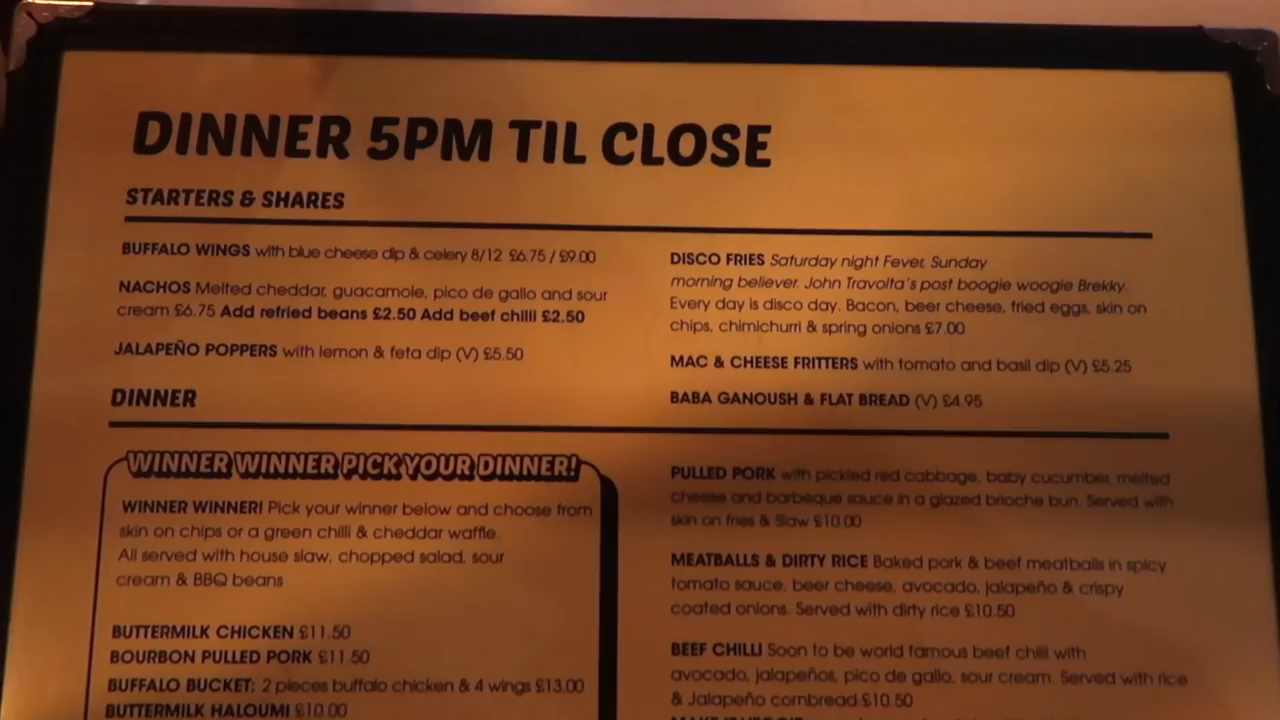 DINNER 5PM TIL CLOSE
STARTERS & SHARES
BUFFALO WINGS with blue cheese dip & celery 8/12 £6.75 / £9.00
NACHOS Melted cheddar, guacamole, pico de gallo and sour
cream £6.75 Add refried beans £2.50 Add beef chilli £2.50
JALAPEÑO POPPERS with lemon & feta dip (V) £5.50
DISCO FRIES Saturday night Fever, Sunday
morning believer. John Travolta's post boogie woogie Brekky.
Every day is disco day. Bacon, beer cheese, fried eggs, skin on
chips, chimichurri & spring onions £7.00
MAC & CHEESE FRITTERS with tomato and basil dip (V) £5.25
BABA GANOUSH & FLAT BREAD (V) £4.95
DINNER
WINNER WINNER PICK YOUR DINNER!
WINNER WINNER! Pick your winner below and choose from
skin on chips or a green chilli & cheddar waffle.
All served with house slaw, chopped salad, sour
cream & BBQ beans
BUTTERMILK CHICKEN £11.50
BOURBON PULLED PORK £11.50
BUFFALO BUCKET: 2 pieces buffalo chicken & 4 wings £13.00
BUTTERMILK HALOUMI £10.00
PULLED PORK with pickled red cabbage, baby cucumber, melted
cheese and barbeque sauce in a glazed brioche bun. Served with
skin on fries & Slaw £10.00
MEATBALLS & DIRTY RICE Baked pork & beef meatballs in spicy
tomato sauce, beer cheese, avocado, jalapeño & crispy
coated onions. Served with dirty rice £10.50
BEEF CHILLI Soon to be world famous beef chilli with
avocado, jalapeños, pico de gallo, sour cream. Served with rice
& Jalapeño cornbread £10.50